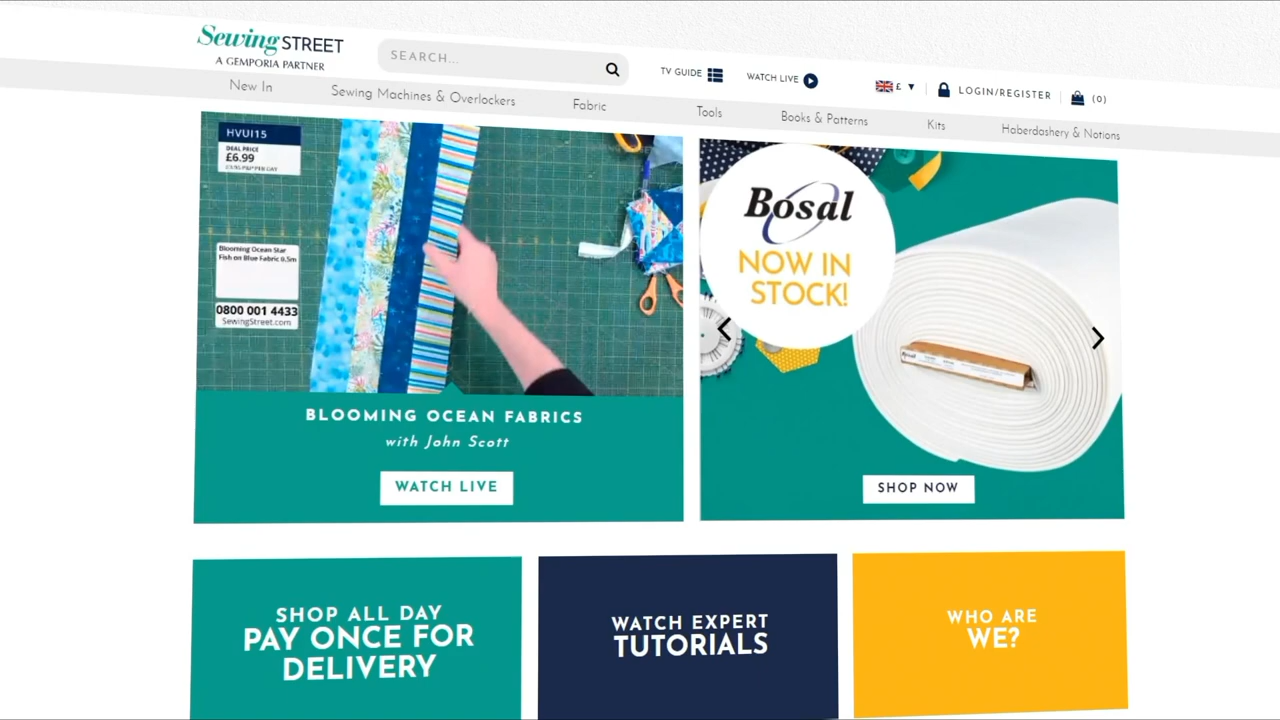 Sewing STREET
A GEMPORIA PARTNER
SEARCH...
TV GUIDE
WATCH LIVE
£
LOGIN/REGISTER
(0)
New In
Sewing Machines & Overlockers
Fabric
Tools
Books & Patterns
Kits
Haberdashery & Notions
HVUI15
DEAL PRICE
£6.99
Blooming Ocean Star
Fish on Blue Fabric 0.5m
0800 001 4433
SewingStreet.com
BLOOMING OCEAN FABRICS
with John Scott
WATCH LIVE
Bosal
NOW IN
STOCK!
Bosal
SHOP NOW
SHOP ALL DAY
PAY ONCE FOR
DELIVERY
WATCH EXPERT
TUTORIALS
WHO ARE
WE?